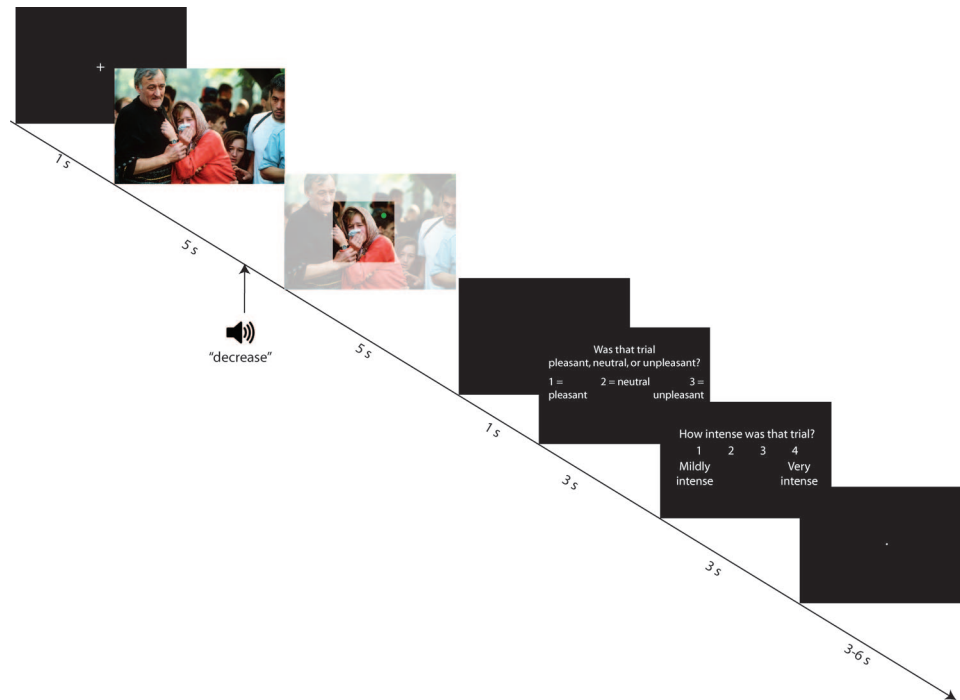 +
1 s
5 s
"decrease"
5 s
1 s
Was that trial
pleasant, neutral, or unpleasant?
1 = 2 = neutral 3 =
pleasant unpleasant
3 s
How intense was that trial?
1 2 3 4
Mildly Very
intense intense
3 s
3-6 s